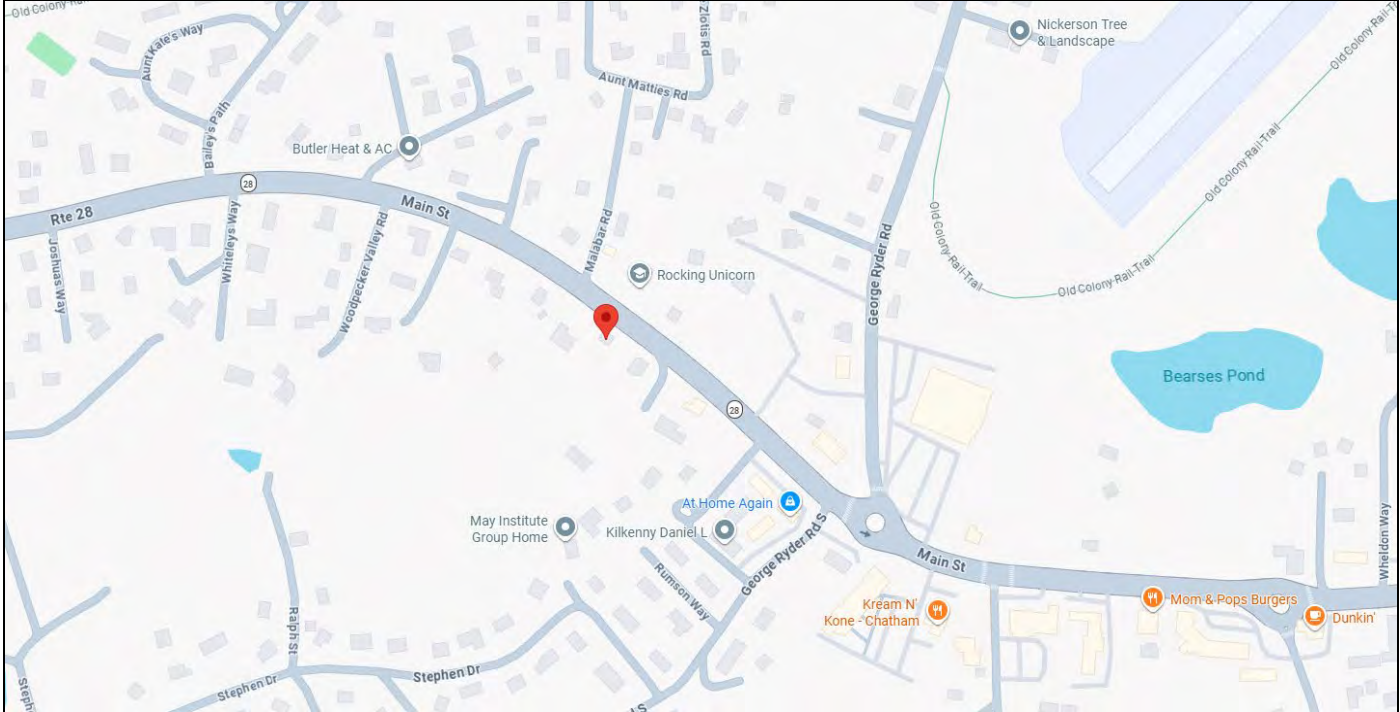 Old Colony Rail-T
Aunt Kate's Way
Bailey's Path
Butler Heat & AC
zlotis Rd
Aunt Matties Rd
Nickerson Tree
& Landscape
Old Colony Rail-Tr
Old Colony Rail-Trail
Old Colony Rail-Trail
Old Colony Rail-Trail
28
Main St
Rte 28
Joshuas Way
Whiteleys Way
Woodpecker Valley Rd
Malabar Rd
Rocking Unicorn
George Ryder Rd
Bearses Pond
28
At Home Again
May Institute
Group Home
Kilkenny Daniel L
George Ryder Rd S
Rumson Way
Main St
Kream N'
Kone - Chatham
Mom & Pops Burgers
Dunkin'
Wheldon Way
Ralph St
Stephen Dr
Stephen Dr
Steph
d S